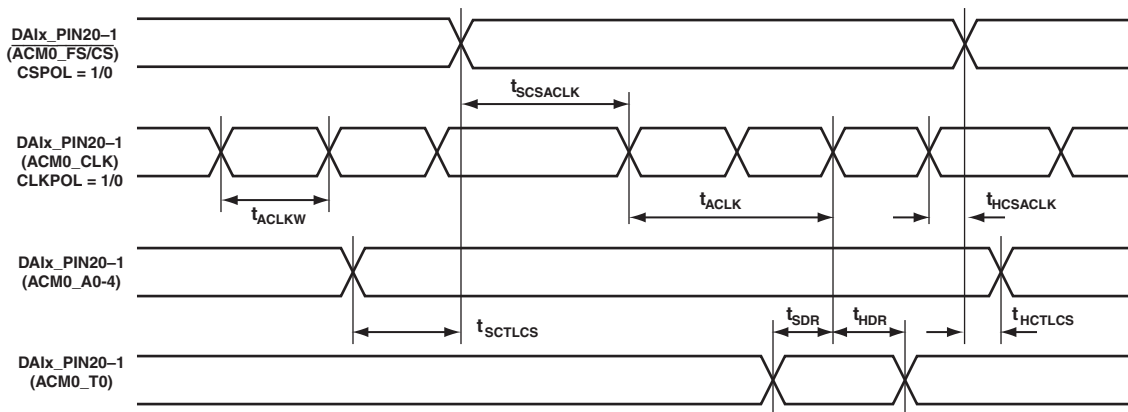 DAIx_PIN20–1
(ACM0_FS/CS)
CSPOL = 1/0
tSCSACLK
DAIx_PIN20–1
(ACM0_CLK)
CLKPOL = 1/0
tACLKW
tACLK
tHCSACLK
DAIx_PIN20–1
(ACM0_A0-4)
tSCTLCS
tSDR
tHDR
tHCTLCS
DAIx_PIN20–1
(ACM0_T0)